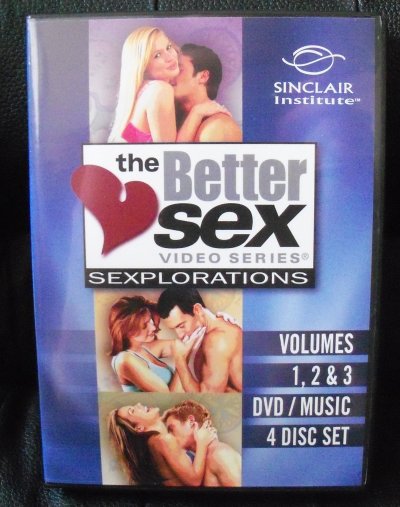 SINCLAIR
Institute™
the Better
sex
VIDEO SERIES®
SEXPLORATIONS
VOLUMES
1, 2 & 3
DVD / MUSIC
4 DISC SET